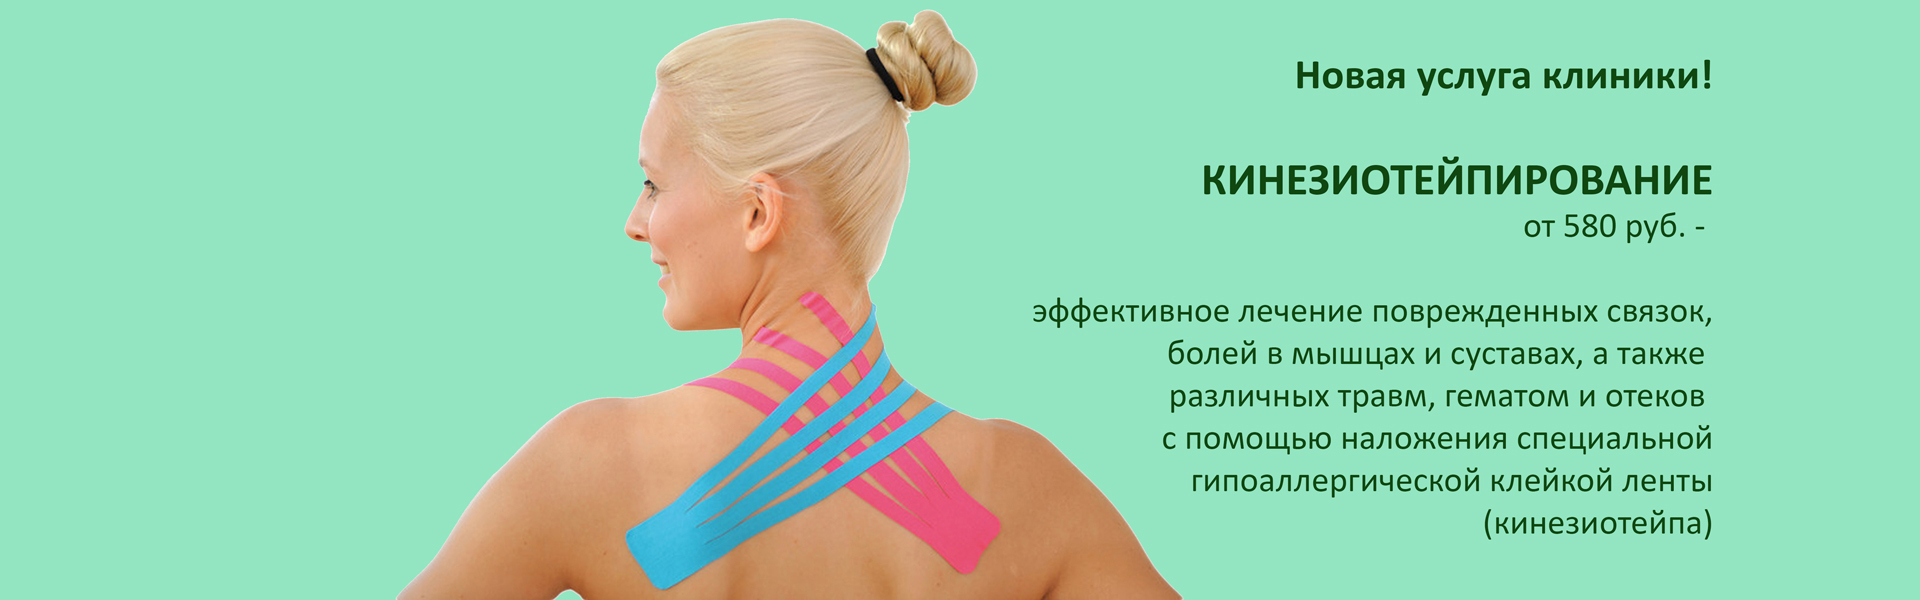 Новая услуга клиники!
КИНЕЗИОТЕЙПИРОВАНИЕ
от 580 руб. -
эффективное лечение поврежденных связок,
болей в мышцах и суставах, а также
различных травм, гематом и отеков
с помощью наложения специальной
гипоаллергической клейкой ленты
(кинезиотейпа)